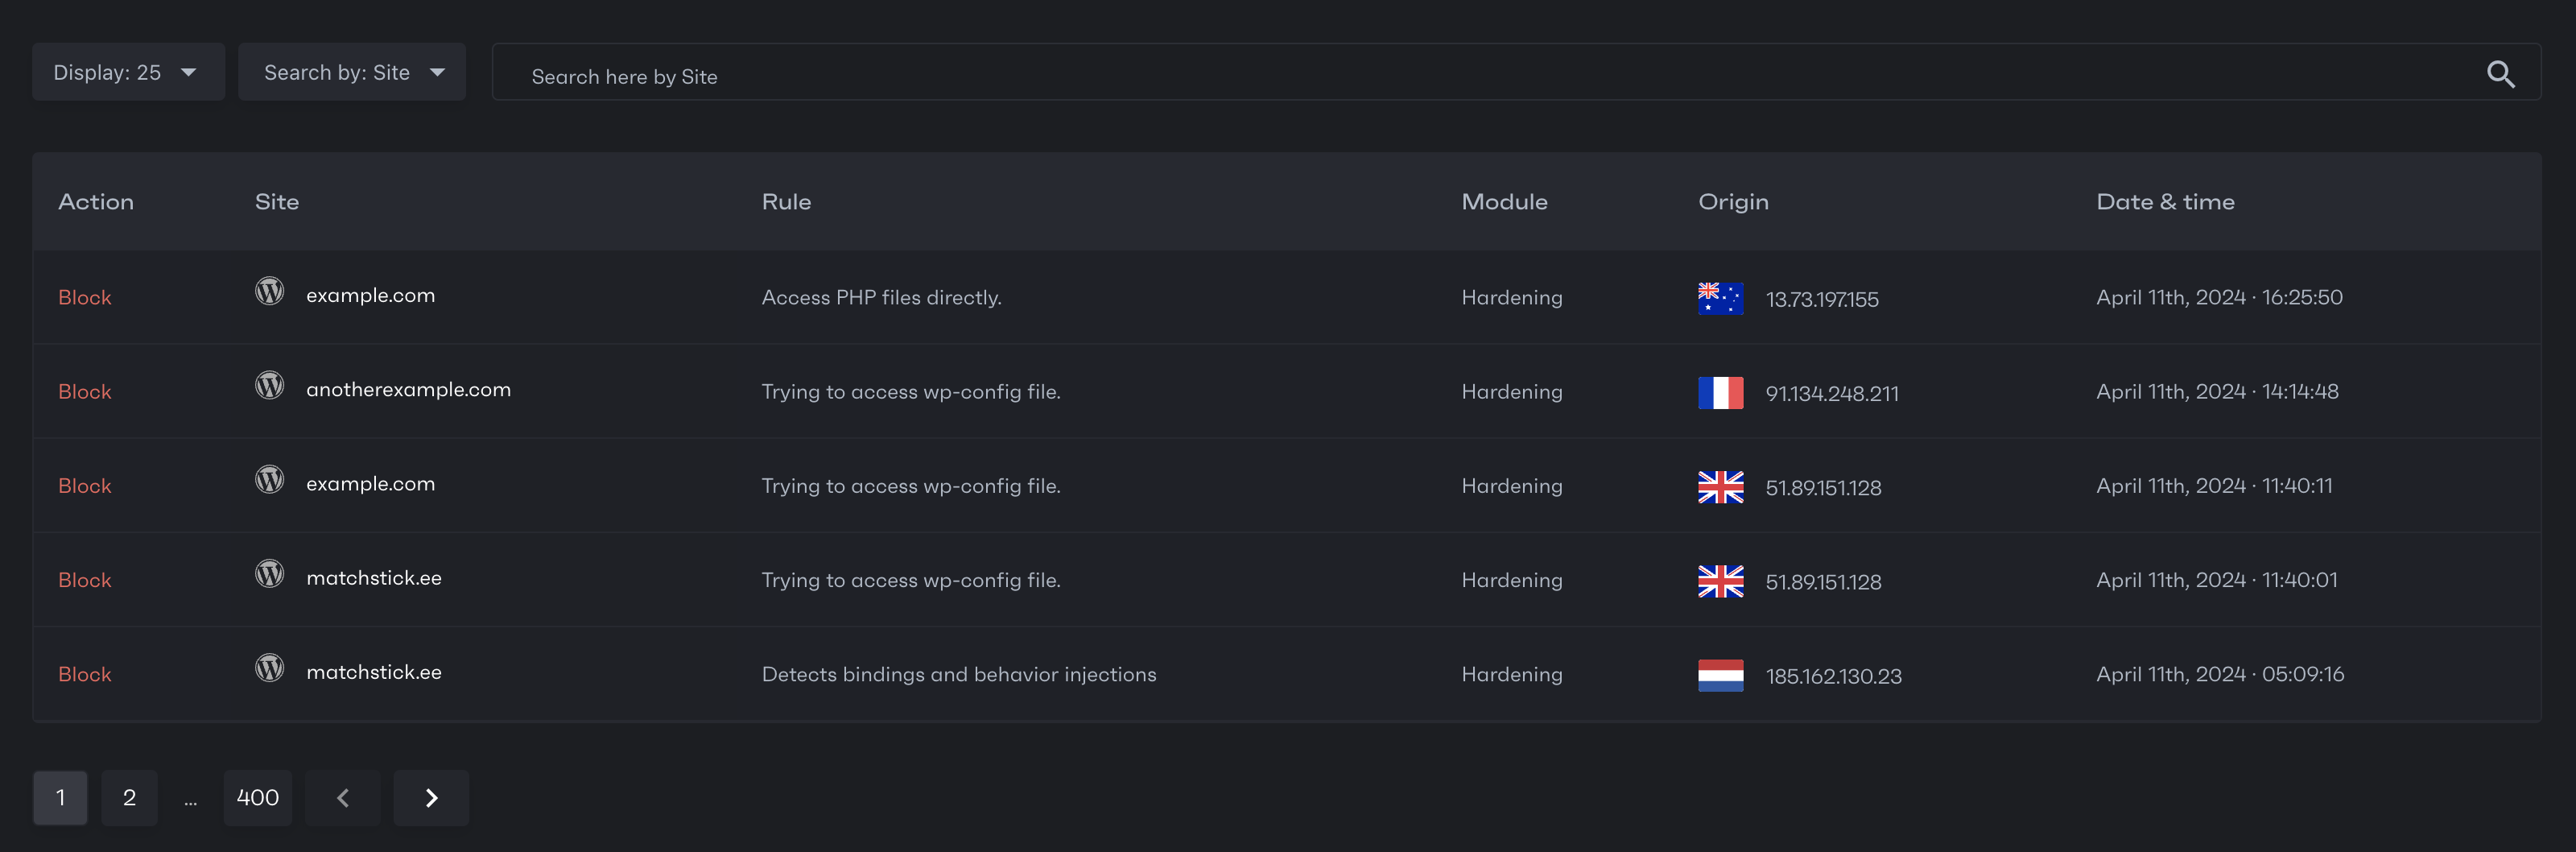 Display: 25 Search by: Site Search here by Site
Action Site Rule Module Origin Date & time
Block example.com Access PHP files directly. Hardening 13.73.197.155 April 11th, 2024 · 16:25:50
Block anotherexample.com Trying to access wp-config file. Hardening 91.134.248.211 April 11th, 2024 · 14:14:48
Block example.com Trying to access wp-config file. Hardening 51.89.151.128 April 11th, 2024 · 11:40:11
Block matchstick.ee Trying to access wp-config file. Hardening 51.89.151.128 April 11th, 2024 · 11:40:01
Block matchstick.ee Detects bindings and behavior injections Hardening 185.162.130.23 April 11th, 2024 · 05:09:16
1 2 ... 400